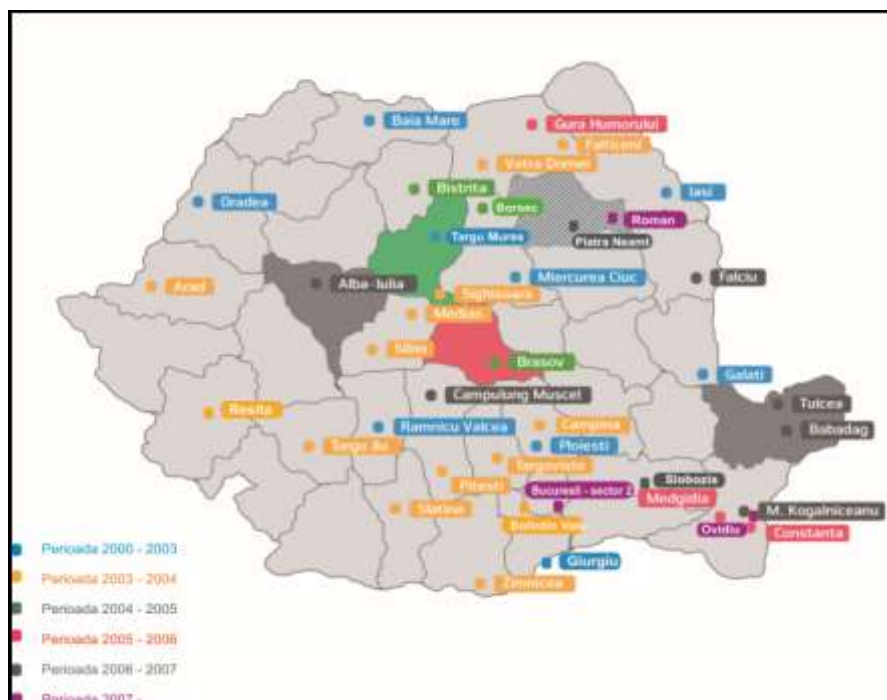 Baia Mare
Gura Humorului
Falticeni
Vatra Dornei
Bistrita
Iasi
Oradea
Borsec
Roman
Targu Mures
Piatra Neamt
Miercurea Ciuc
Falciu
Arad
Alba-Iulia
Sighisoara
Medias
Sibiu
Brasov
Galati
Campulung Muscel
Tulcea
Resita
Campina
Babadag
Ramnicu Valcea
Targu Jiu
Ploiesti
Targoviste
Pitesti
Slobozia
Bucuresti - sector 2
Medgidia
Slatina
M. Kogalniceanu
Bolintin Vale
Ovidiu
Constanta
Giurgiu
Zimnicea
Perioada 2000 - 2003
Perioada 2003 - 2004
Perioada 2004 - 2005
Perioada 2005 - 2006
Perioada 2006 - 2007
Perioada 2007 -